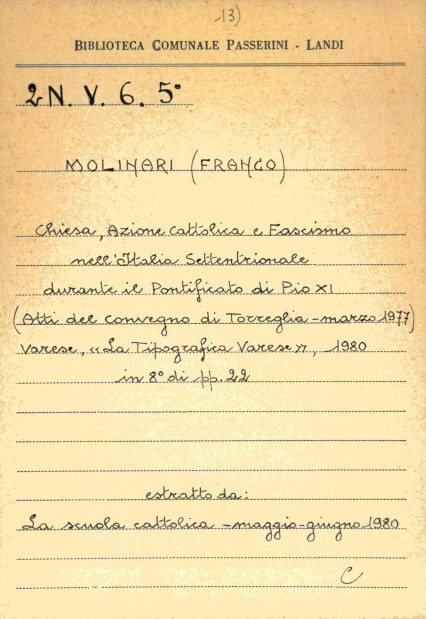 13)
BIBLIOTECA COMUNALE PASSERINI - LANDI
2N. V. 6. 5°
MOLINARI (FRANCO)
Chiesa, Azione Cattolica e Fascismo
nell'Italia Settentrionale
durante il Pontificato di Pio XI
(Atti del convegno di Torreglia - marzo 1977)
Varese, «La Tipografica Varese», 1980
in 8° di pp. 22
estratto da:
La scuola cattolica - maggio-giugno 1980
C